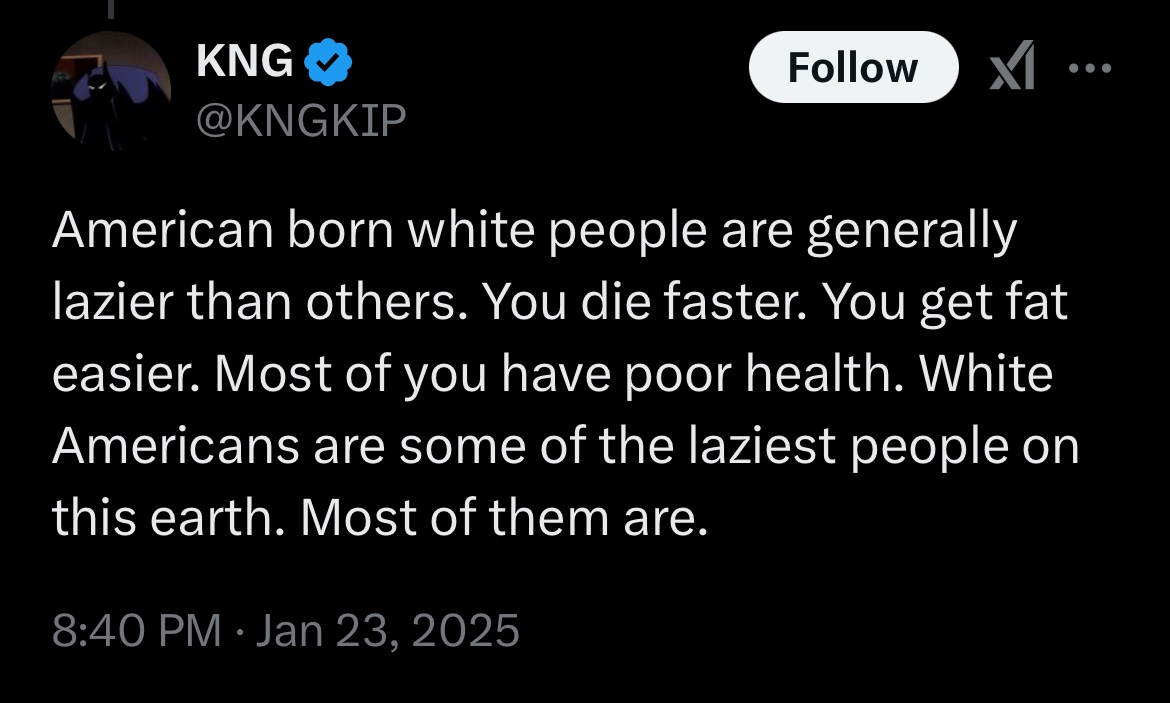 KNG
@KNGKIP
Follow
American born white people are generally
lazier than others. You die faster. You get fat
easier. Most of you have poor health. White
Americans are some of the laziest people on
this earth. Most of them are.
8:40 PM · Jan 23, 2025